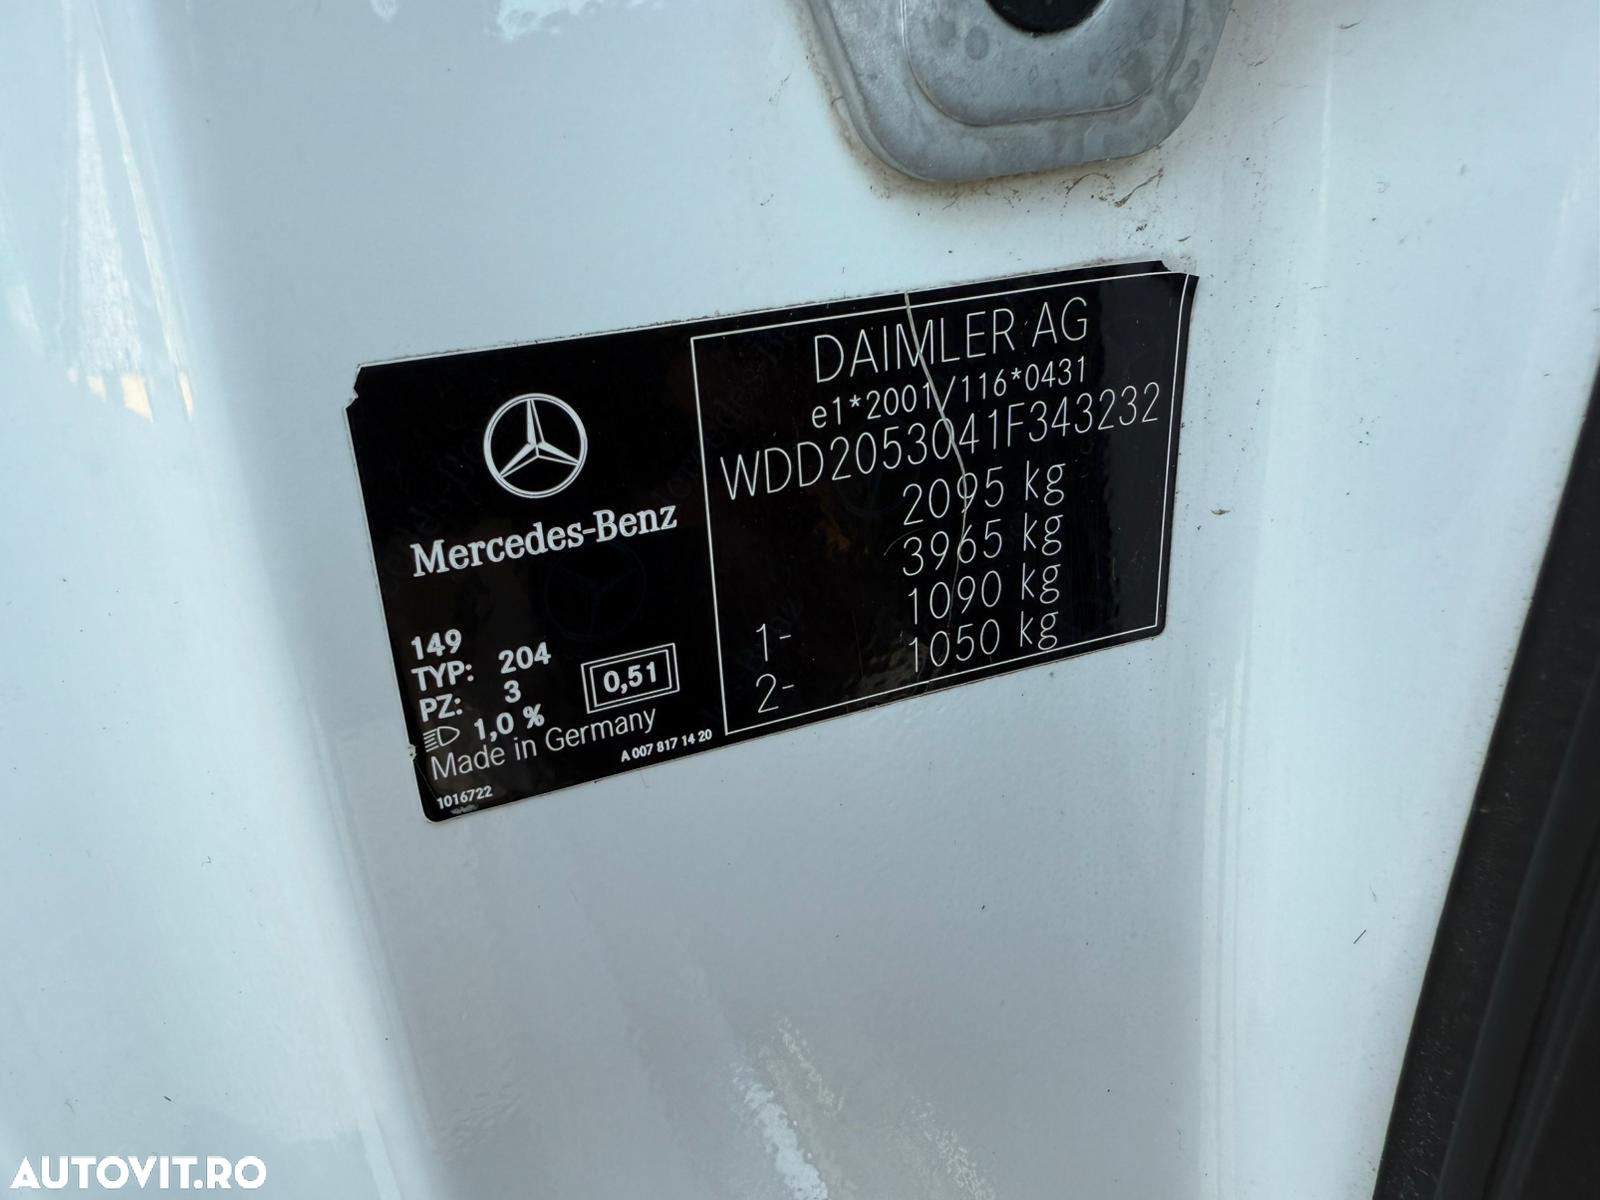 DAIMLER AG
e1*2001/116*0431
WDD2053041F343232
2095 kg
3965 kg
1- 1090 kg
2- 1050 kg
Mercedes-Benz
149
TYP: 204
PZ: 3
1,0 %
0,51
Made in Germany
A 007 817 14 20
1016722
AUTOVIT.RO